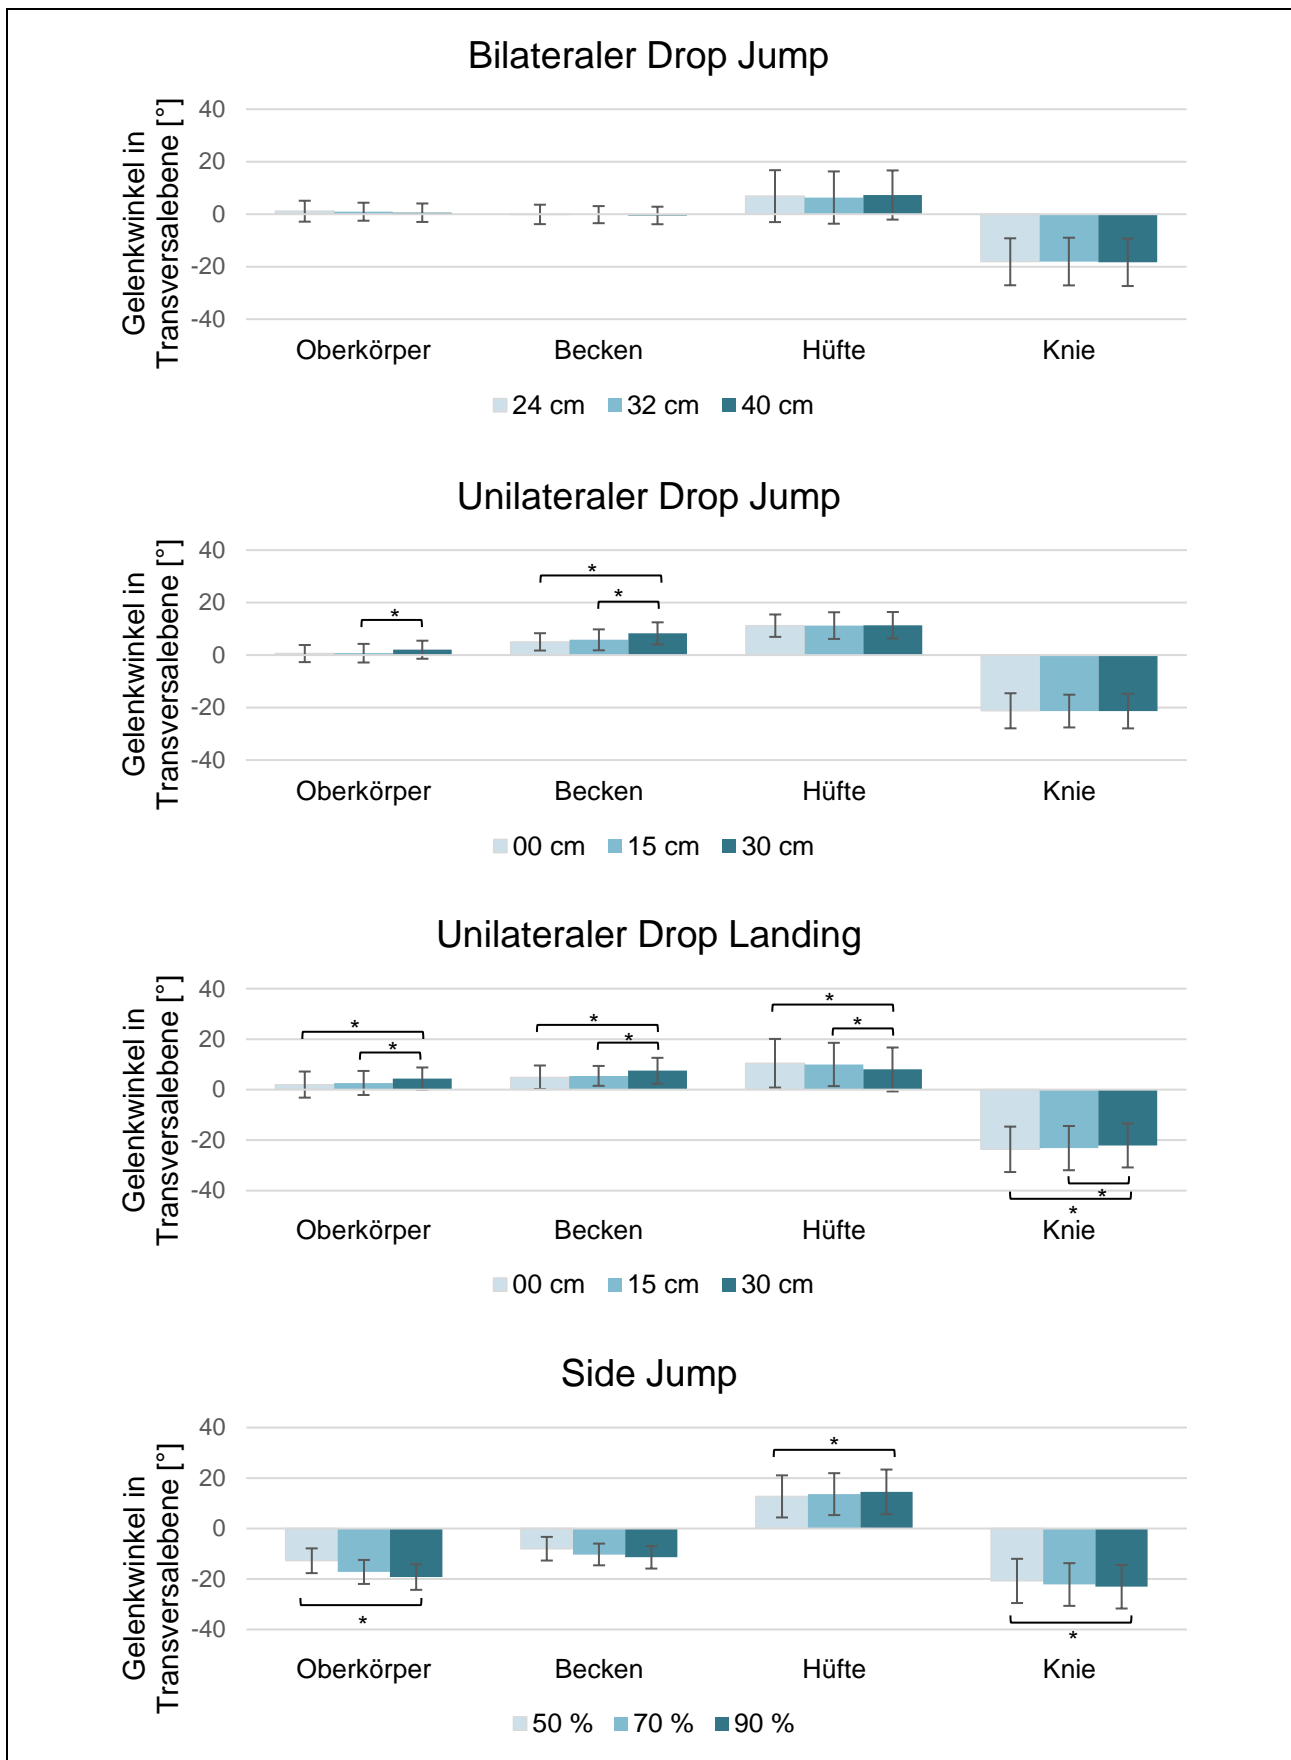 Bilateraler Drop Jump
Gelenkwinkel in
Transversalebene [°]
40
20
0
-20
-40
Oberkörper Becken Hüfte Knie
24 cm 32 cm 40 cm
Unilateraler Drop Jump
Gelenkwinkel in
Transversalebene [°]
40
20
0
-20
-40
*
*
*
Oberkörper Becken Hüfte Knie
00 cm 15 cm 30 cm
Unilateraler Drop Landing
Gelenkwinkel in
Transversalebene [°]
40
20
0
-20
-40
*
*
*
*
*
*
*
*
Oberkörper Becken Hüfte Knie
00 cm 15 cm 30 cm
Side Jump
Gelenkwinkel in
Transversalebene [°]
40
20
0
-20
-40
*
*
*
Oberkörper Becken Hüfte Knie
50 % 70 % 90 %